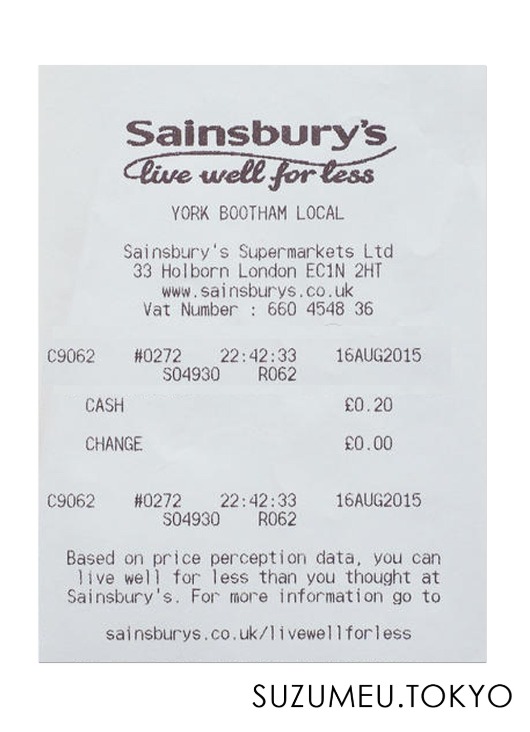 Sainsbury's
live well for less
YORK BOOTHAM LOCAL
Sainsbury's Supermarkets Ltd
33 Holborn London EC1N 2HT
www.sainsburys.co.uk
Vat Number : 660 4548 36
C9062 #0272 22:42:33 16AUG2015
S04930 R062
CASH £0.20
CHANGE £0.00
C9062 #0272 22:42:33 16AUG2015
S04930 R062
Based on price perception data, you can
live well for less than you thought at
Sainsbury's. For more information go to
sainsburys.co.uk/livewellforless
SUZUMEU.TOKYO